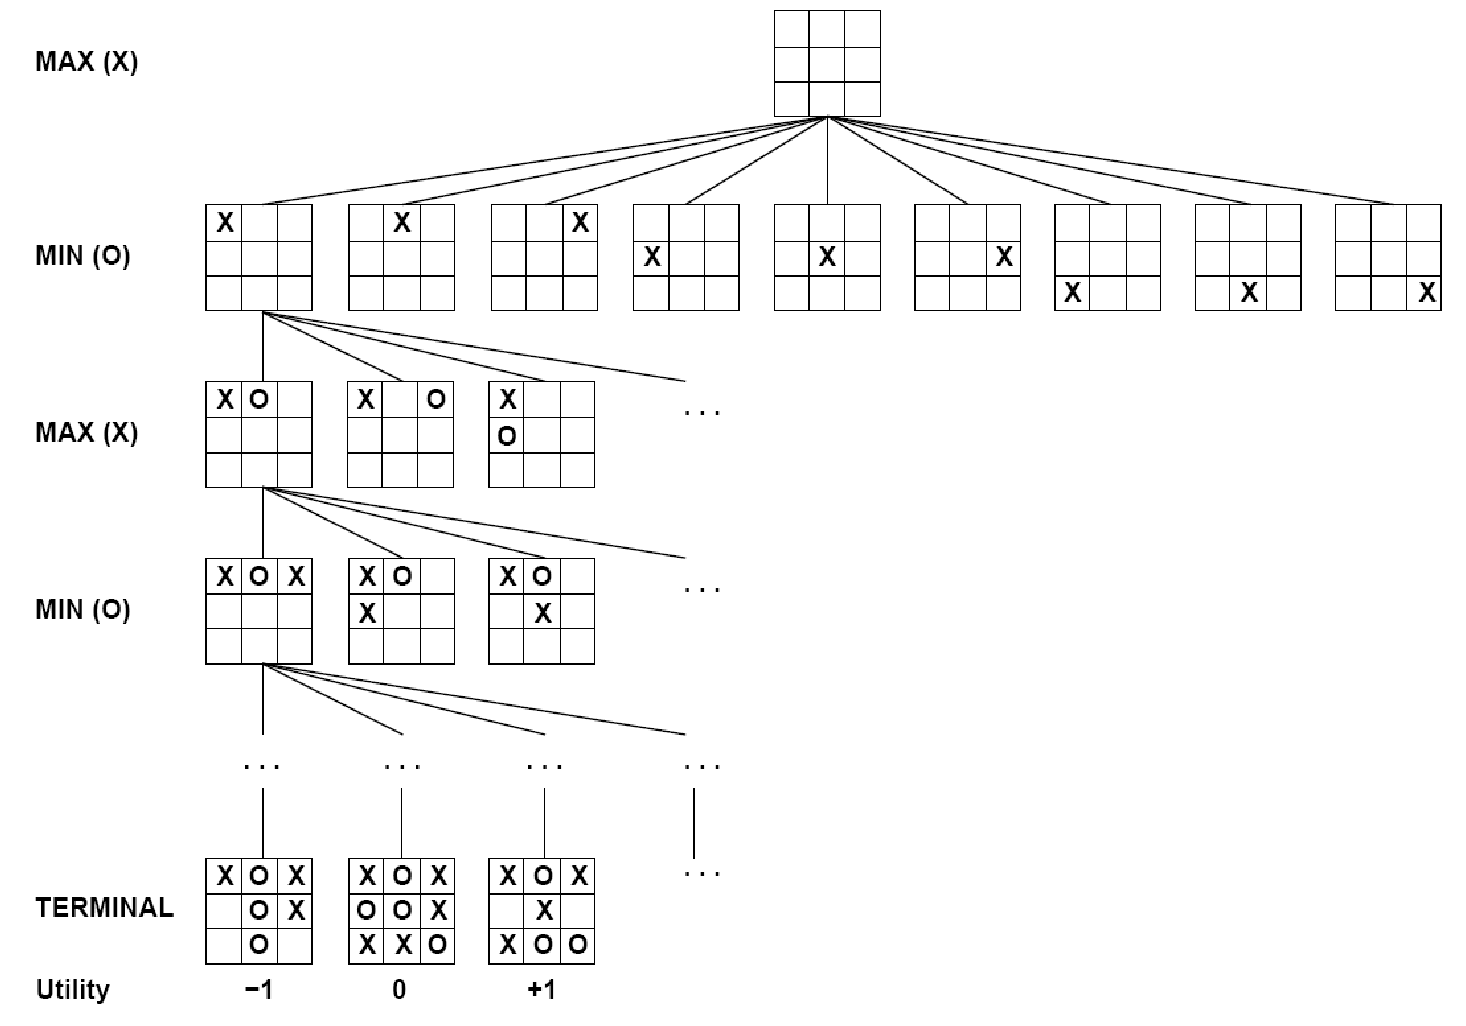 MAX (X)
MIN (O)
X X X X X X X X X
MAX (X)
X O X O X
O
...
MIN (O)
X O X X O X O
X X
...
... ... ... ...
TERMINAL
X O X X O X X O X
O X O O X X
O X X O X O O
...
Utility −1 0 +1